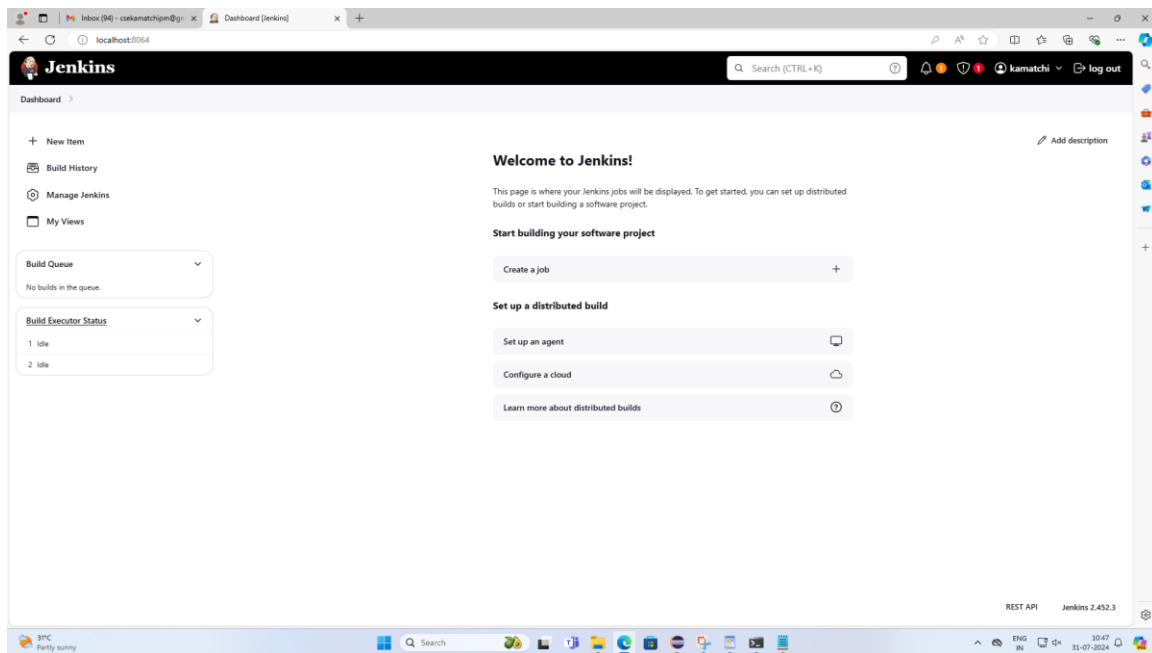 Inbox (94) - csekamatchipm@gm
Dashboard [Jenkins]
localhost:8064
Jenkins
Search (CTRL+K)
1
1
kamatchi
log out
Dashboard
New Item
Build History
Manage Jenkins
My Views
Build Queue
No builds in the queue.
Build Executor Status
1 Idle
2 Idle
Add description
Welcome to Jenkins!
This page is where your Jenkins jobs will be displayed. To get started, you can set up distributed
builds or start building a software project.
Start building your software project
Create a job
Set up a distributed build
Set up an agent
Configure a cloud
Learn more about distributed builds
REST API
Jenkins 2.452.3
31°C
Partly sunny
Search
ENG
IN
10:47
31-07-2024